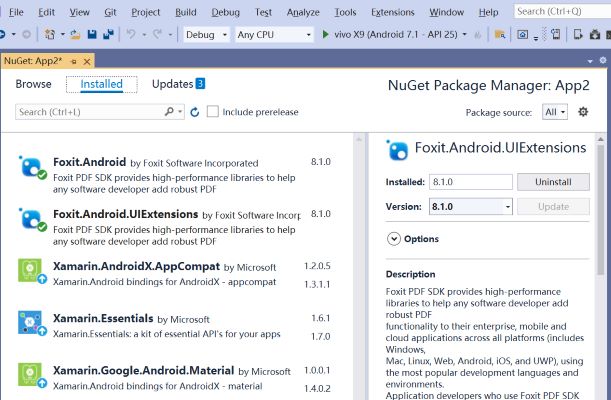 File Edit View Git Project Build Debug Test Analyze Tools Extensions Window Help Search (Ctrl+Q)
Debug Any CPU vivo X9 (Android 7.1 - API 25)
NuGet: App2*
Browse Installed Updates 3 NuGet Package Manager: App2
Search (Ctrl+L) Include prerelease Package source: All
Foxit.Android by Foxit Software Incorporated 8.1.0
Foxit PDF SDK provides high-performance libraries to help
any software developer add robust PDF
Foxit.Android.UIExtensions by Foxit Software Incorp 8.1.0
Foxit PDF SDK provides high-performance libraries to help
any software developer add robust PDF
Xamarin.AndroidX.AppCompat by Microsoft 1.2.0.5
Xamarin.Android bindings for AndroidX - appcompat 1.3.1.1
Xamarin.Essentials by Microsoft 1.6.1
Xamarin.Essentials: a kit of essential API's for your apps 1.7.0
Xamarin.Google.Android.Material by Microsoft 1.0.0.1
Xamarin.Android bindings for AndroidX - material 1.4.0.2
Foxit.Android.UIExtensions
Installed: 8.1.0 Uninstall
Version: 8.1.0 Update
Options
Description
Foxit PDF SDK provides high-performance
libraries to help any software developer add
robust PDF
functionality to their enterprise, mobile and
cloud applications across all platforms (includes
Windows,
Mac, Linux, Web, Android, iOS, and UWP), using
the most popular development languages and
environments.
Application developers who use Foxit PDF SDK